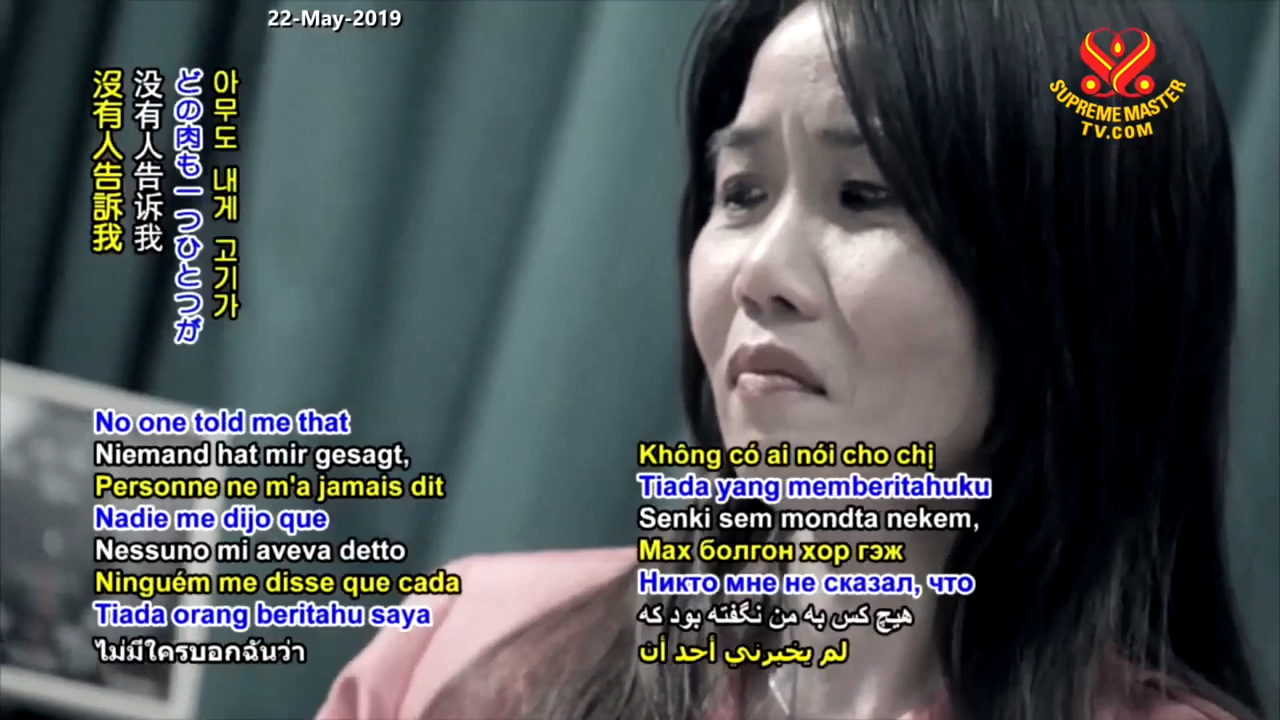 22-May-2019
SUPREME MASTER
TV.COM
아무도 내게 고기가
どの肉も一つひとつが
没有人告诉我
沒有人告訴我
No one told me that
Niemand hat mir gesagt,
Personne ne m'a jamais dit
Nadie me dijo que
Nessuno mi aveva detto
Ninguém me disse que cada
Tiada orang beritahu saya
ไม่มีใครบอกฉันว่า
Không có ai nói cho chị
Tiada yang memberitahuku
Senki sem mondta nekem,
Мах болгон хор гэж
Никто мне не сказал, что
هیچ کس به من نگفته بود که
لم يخبرني أحد أن